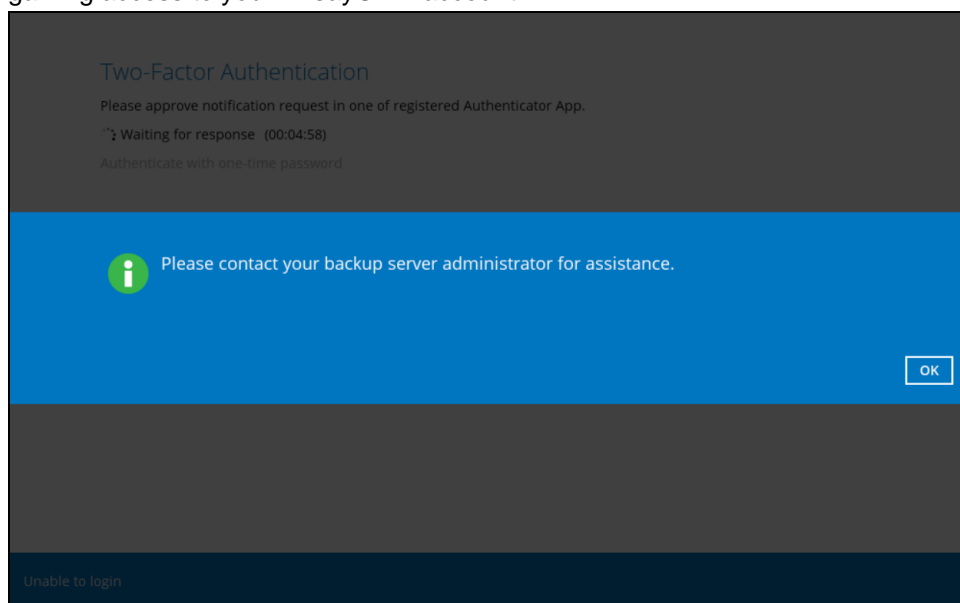 Two-Factor Authentication
Please approve notification request in one of registered Authenticator App.
Waiting for response (00:04:58)
Authenticate with one-time password
Please contact your backup server administrator for assistance.
OK
Unable to login